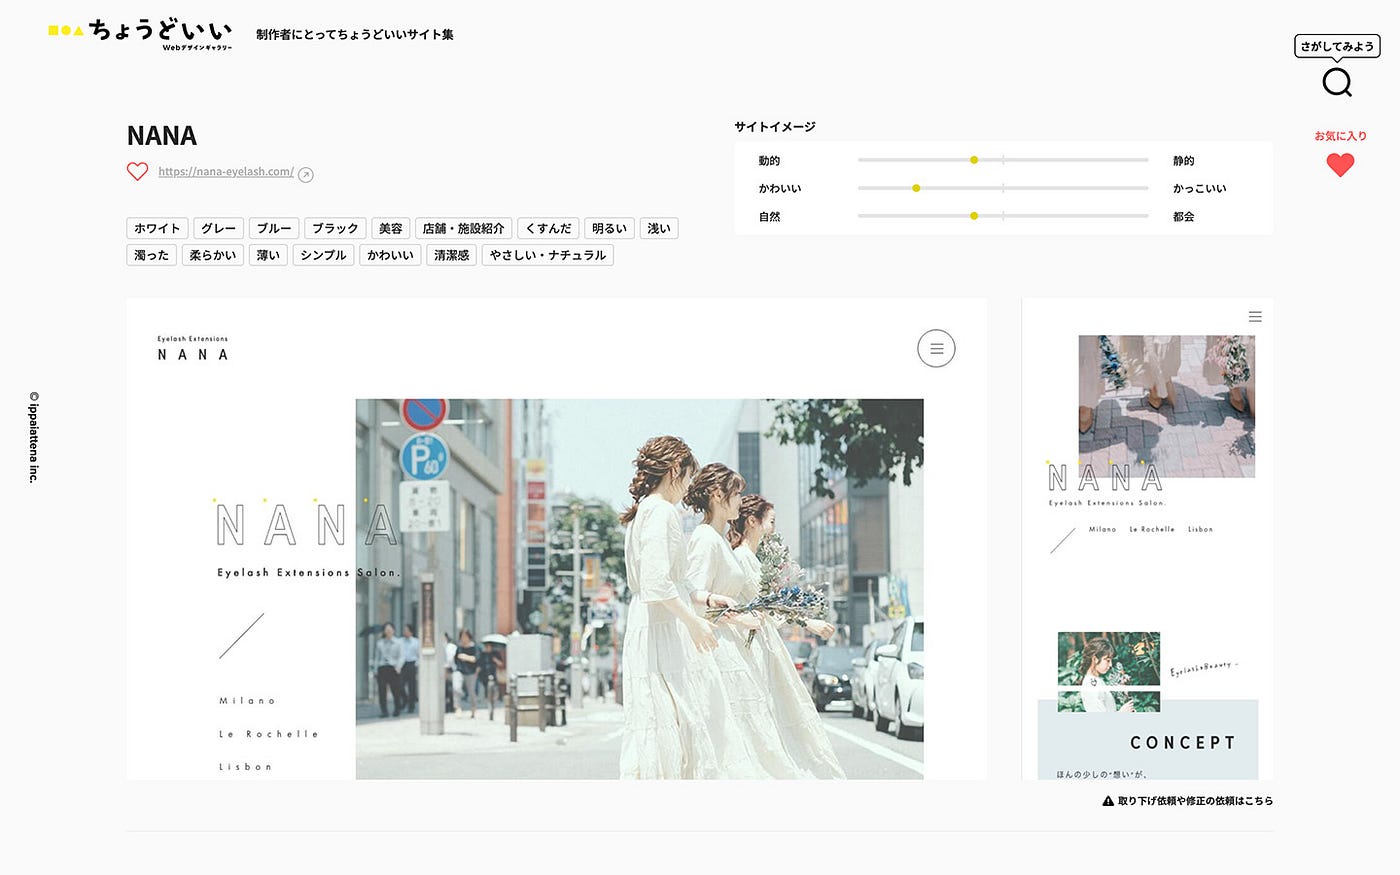 ちょうどいい
Webデザインギャラリー
制作者にとってちょうどいいサイト集
さがしてみよう
お気に入り
NANA
https://nana-eyelash.com/
ホワイト グレー ブルー ブラック 美容 店舗・施設紹介 くすんだ 明るい 浅い
濁った 柔らかい 薄い シンプル かわいい 清潔感 やさしい・ナチュラル
サイトイメージ
動的 静的
かわいい かっこいい
自然 都会
Eyelash Extensions
NANA
P
60
NANA
Eyelash Extensions Salon.
Milano
Le Rochelle
Lisbon
NANA
Eyelash Extensions Salon.
Milano Le Rochelle Lisbon
Eyelash&Beauty
CONCEPT
ほんの少しの“想い”が、
取り下げ依頼や修正の依頼はこちら
© ippaiattena inc.